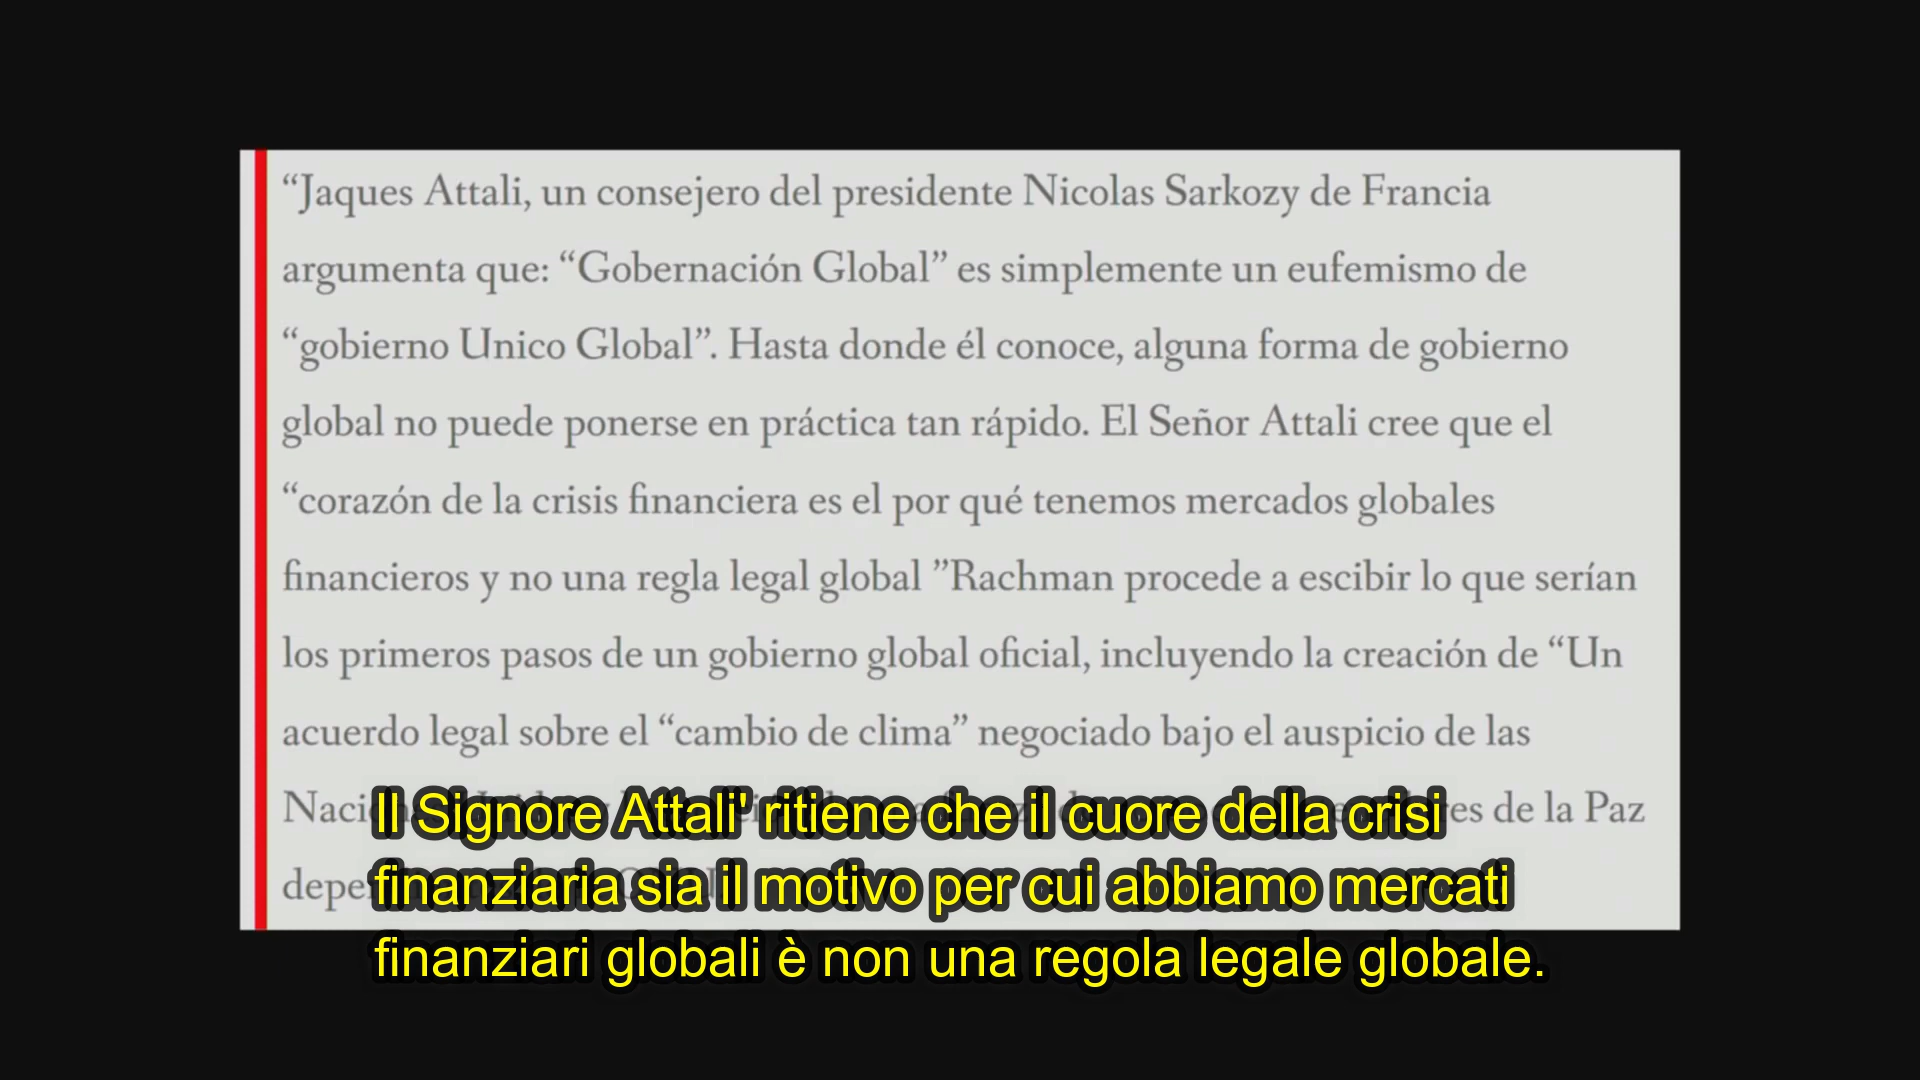 “Jaques Attali, un consejero del presidente Nicolas Sarkozy de Francia
argumenta que: “Gobernación Global” es simplemente un eufemismo de
“gobierno Unico Global”. Hasta donde él conoce, alguna forma de gobierno
global no puede ponerse en práctica tan rápido. El Señor Attali cree que el
“corazón de la crisis financiera es el por qué tenemos mercados globales
financieros y no una regla legal global ”Rachman procede a escibir lo que serían
los primeros pasos de un gobierno global oficial, incluyendo la creación de “Un
acuerdo legal sobre el “cambio de clima” negociado bajo el auspicio de las
de la Paz
Il Signore Attali' ritiene che il cuore della crisi
finanziaria sia il motivo per cui abbiamo mercati
finanziari globali è non una regola legale globale.